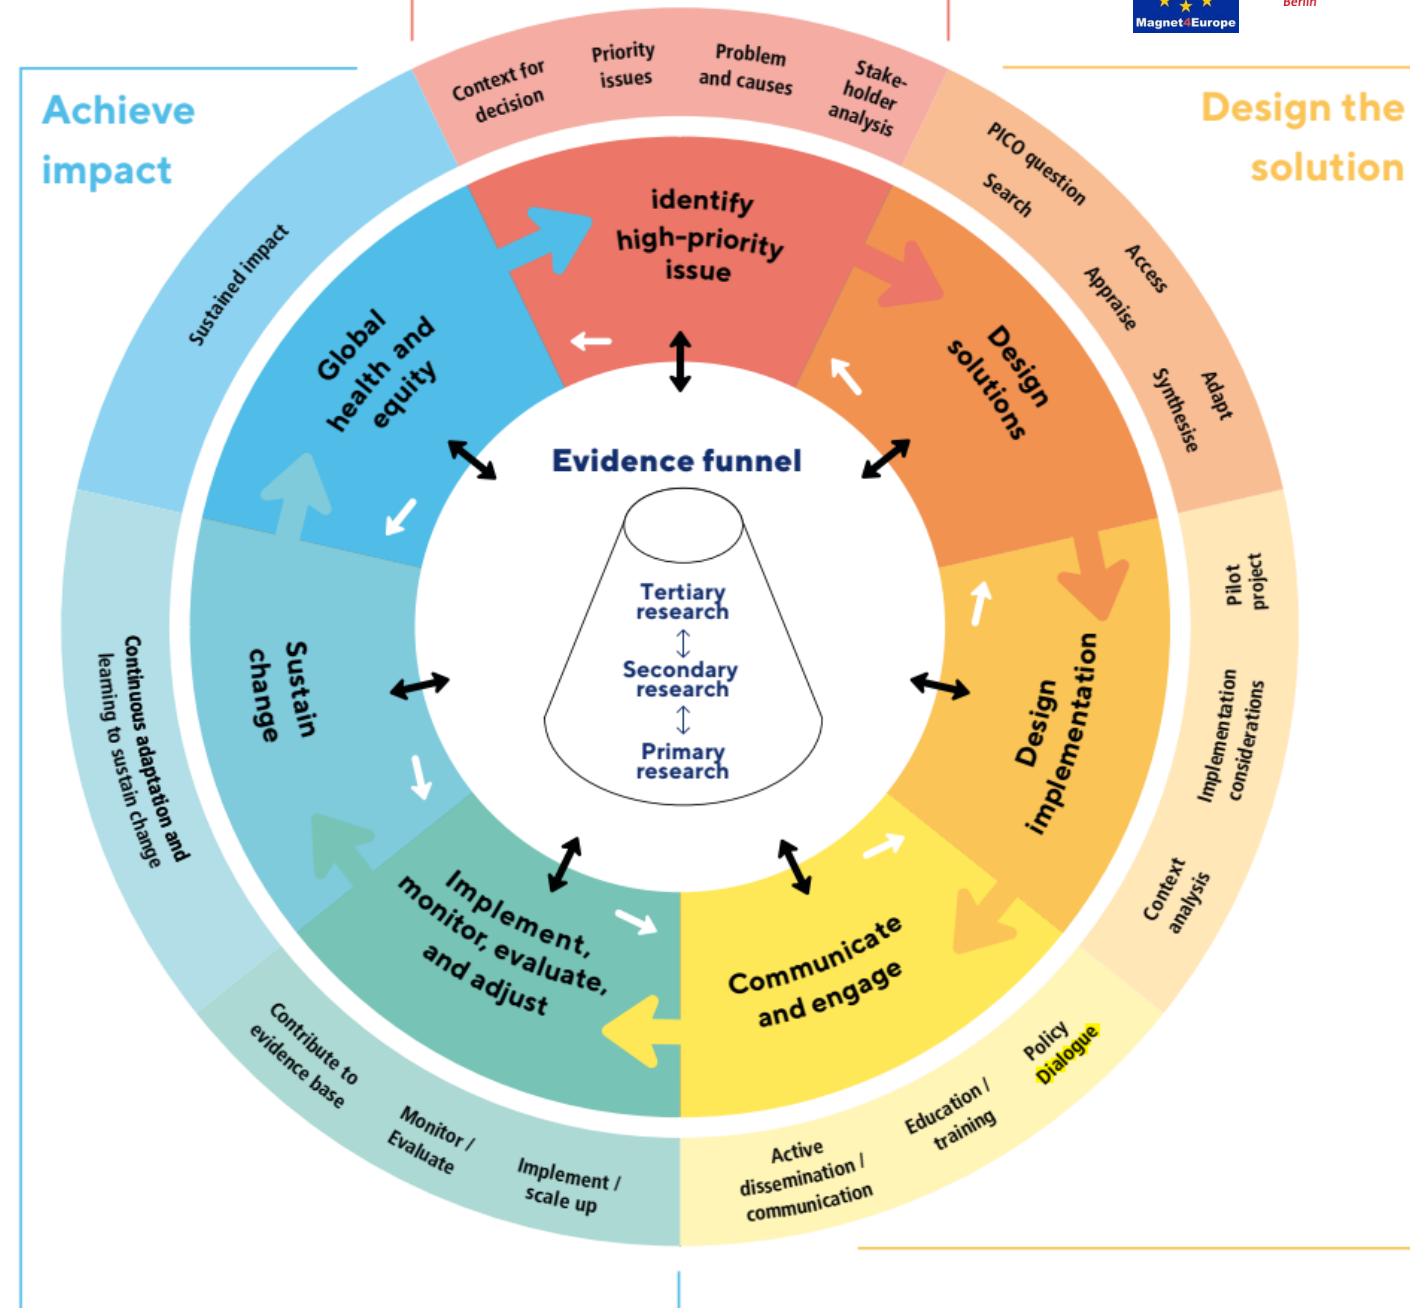 Magnet4Europe
Berlin
Achieve
impact
Design the
solution
Context for
decision
Priority
issues
Problem
and causes
Stake-
holder
analysis
PICO question
Search
Access
Appraise
Adapt
Synthesise
Pilot
project
Implementation
considerations
Context
analysis
Policy
Dialogue
Education /
training
Active
dissemination /
communication
Implement /
scale up
Monitor /
Evaluate
Contribute to
evidence base
Continuous adaptation and
learning to sustain change
Sustained impact
identify
high-priority
issue
Design
solutions
Design
implementation
Communicate
and engage
Implement,
monitor, evaluate,
and adjust
Sustain
change
Global
health and
equity
Evidence funnel
Tertiary
research
Secondary
research
Primary
research